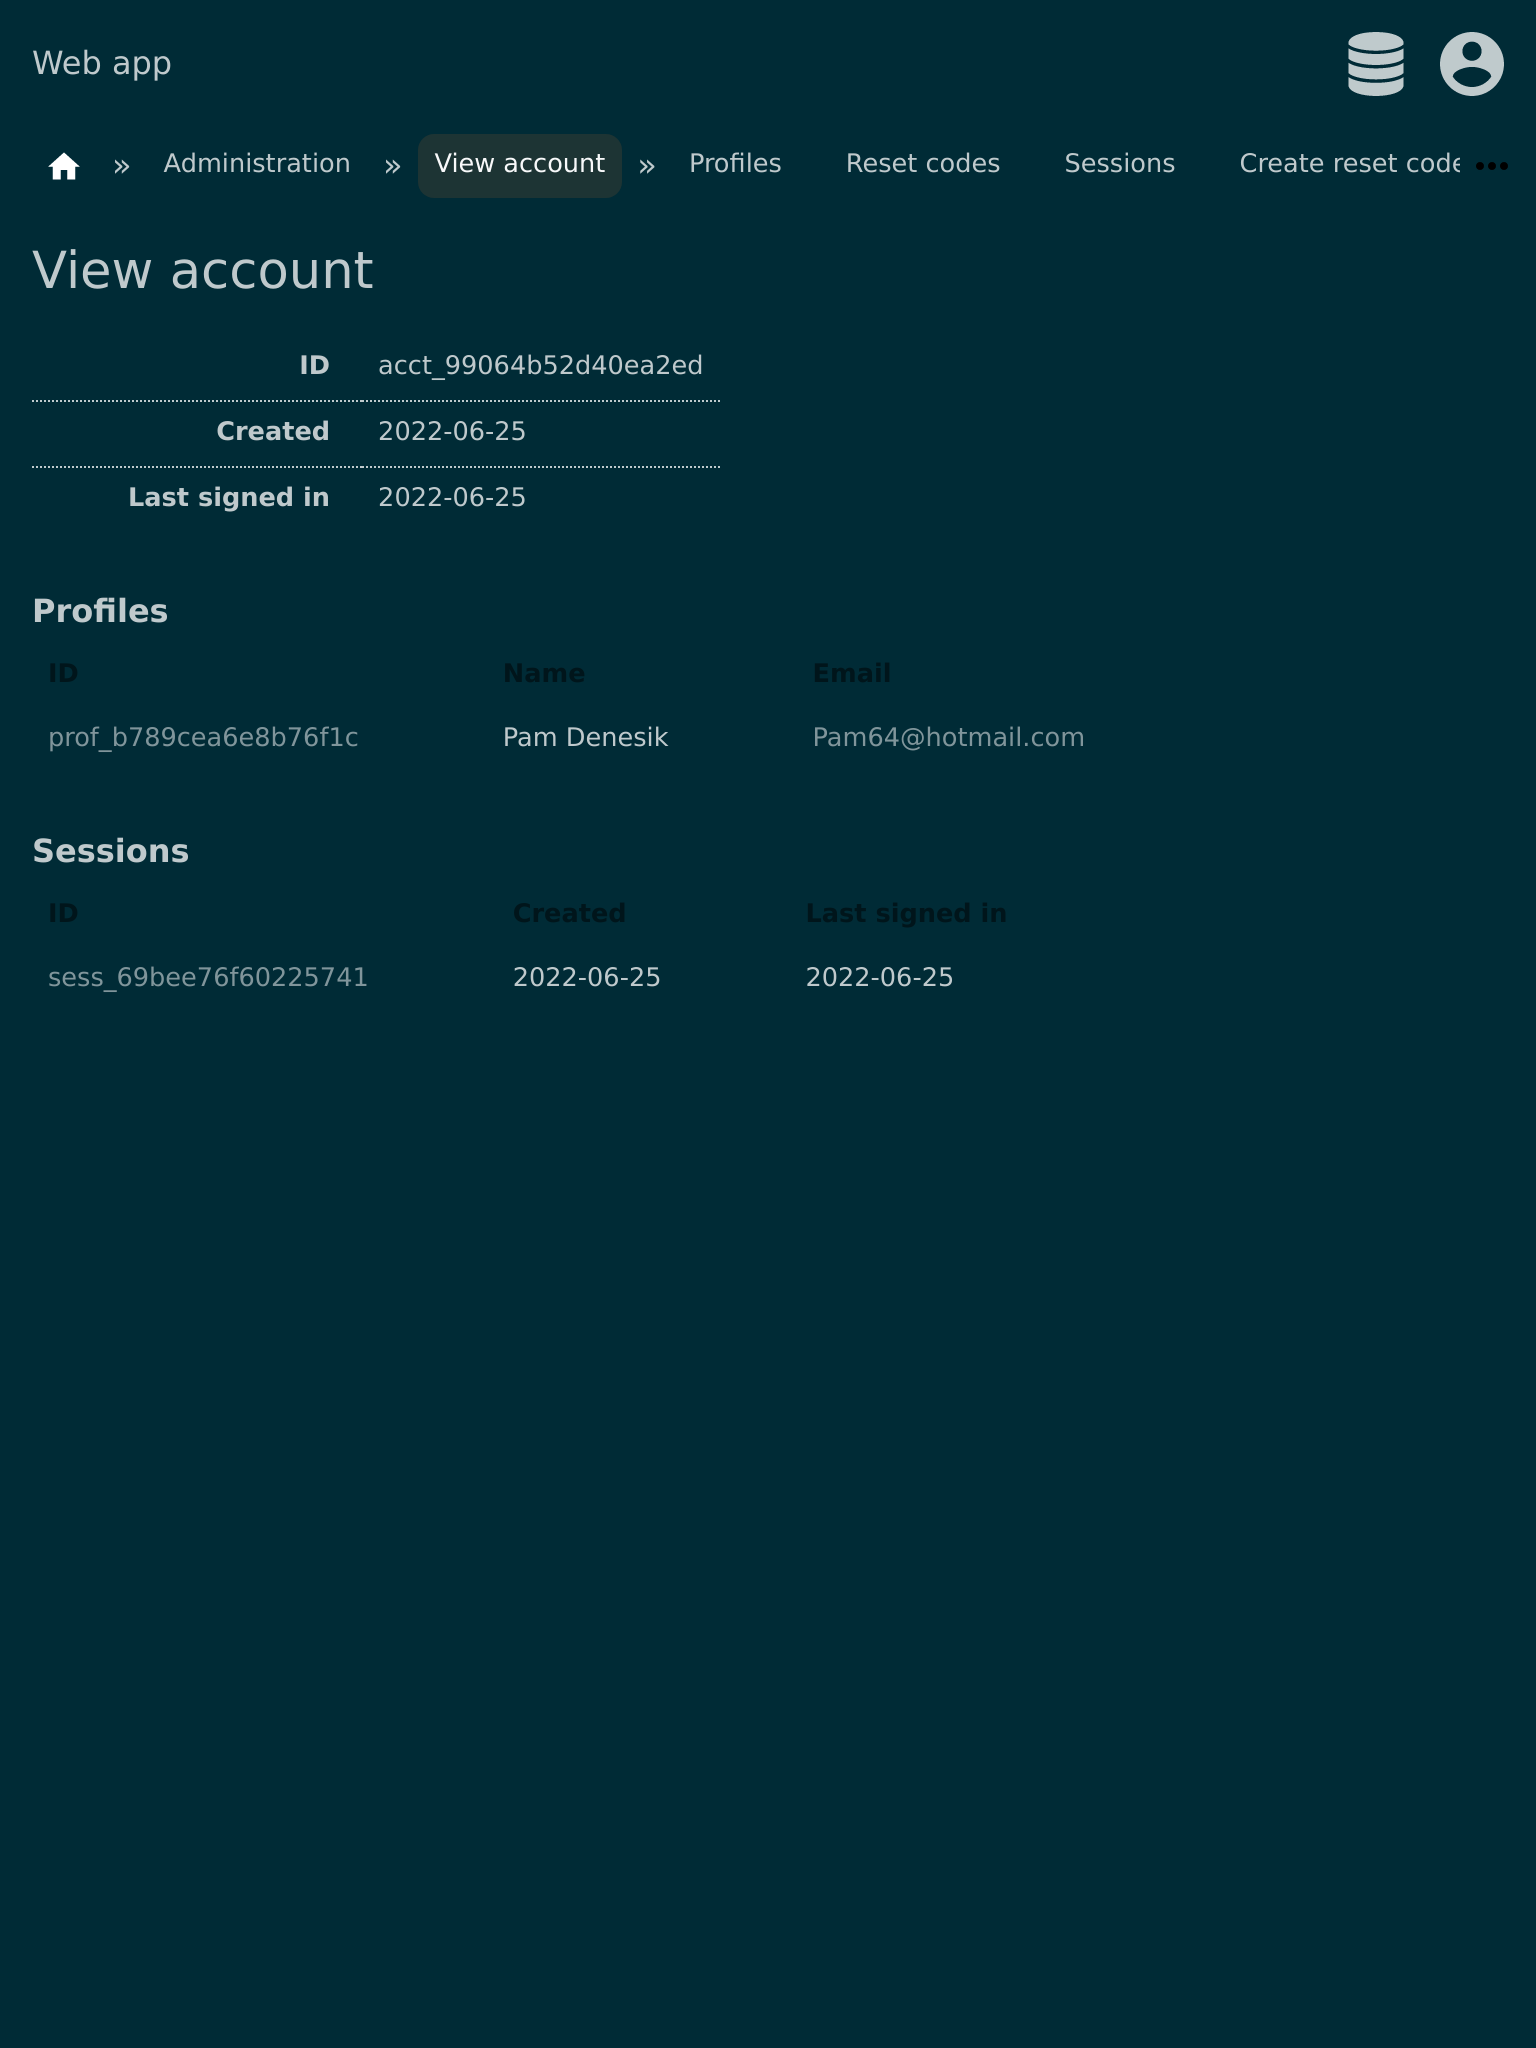 Web app
» Administration » View account » Profiles Reset codes Sessions Create reset code
View account
ID acct_99064b52d40ea2ed
Created 2022-06-25
Last signed in 2022-06-25
Profiles
ID Name Email
prof_b789cea6e8b76f1c Pam Denesik Pam64@hotmail.com
Sessions
ID Created Last signed in
sess_69bee76f60225741 2022-06-25 2022-06-25